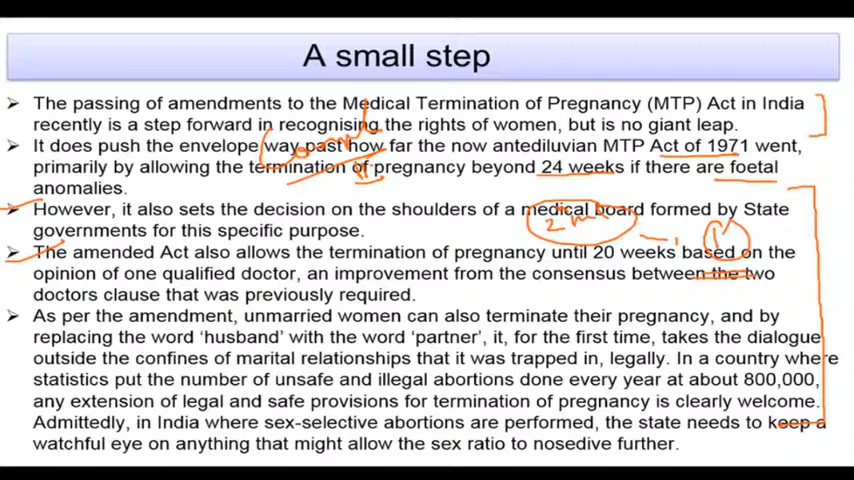 A small step
➢ The passing of amendments to the Medical Termination of Pregnancy (MTP) Act in India
recently is a step forward in recognising the rights of women, but is no giant leap.
➢ It does push the envelope way past how far the now antediluvian MTP Act of 1971 went,
primarily by allowing the termination of pregnancy beyond 24 weeks if there are foetal
anomalies.
➢ However, it also sets the decision on the shoulders of a medical board formed by State
governments for this specific purpose.
➢ The amended Act also allows the termination of pregnancy until 20 weeks based on the
opinion of one qualified doctor, an improvement from the consensus between the two
doctors clause that was previously required.
➢ As per the amendment, unmarried women can also terminate their pregnancy, and by
replacing the word ‘husband’ with the word ‘partner’, it, for the first time, takes the dialogue
outside the confines of marital relationships that it was trapped in, legally. In a country where
statistics put the number of unsafe and illegal abortions done every year at about 800,000,
any extension of legal and safe provisions for termination of pregnancy is clearly welcome.
Admittedly, in India where sex-selective abortions are performed, the state needs to keep a
watchful eye on anything that might allow the sex ratio to nosedive further.